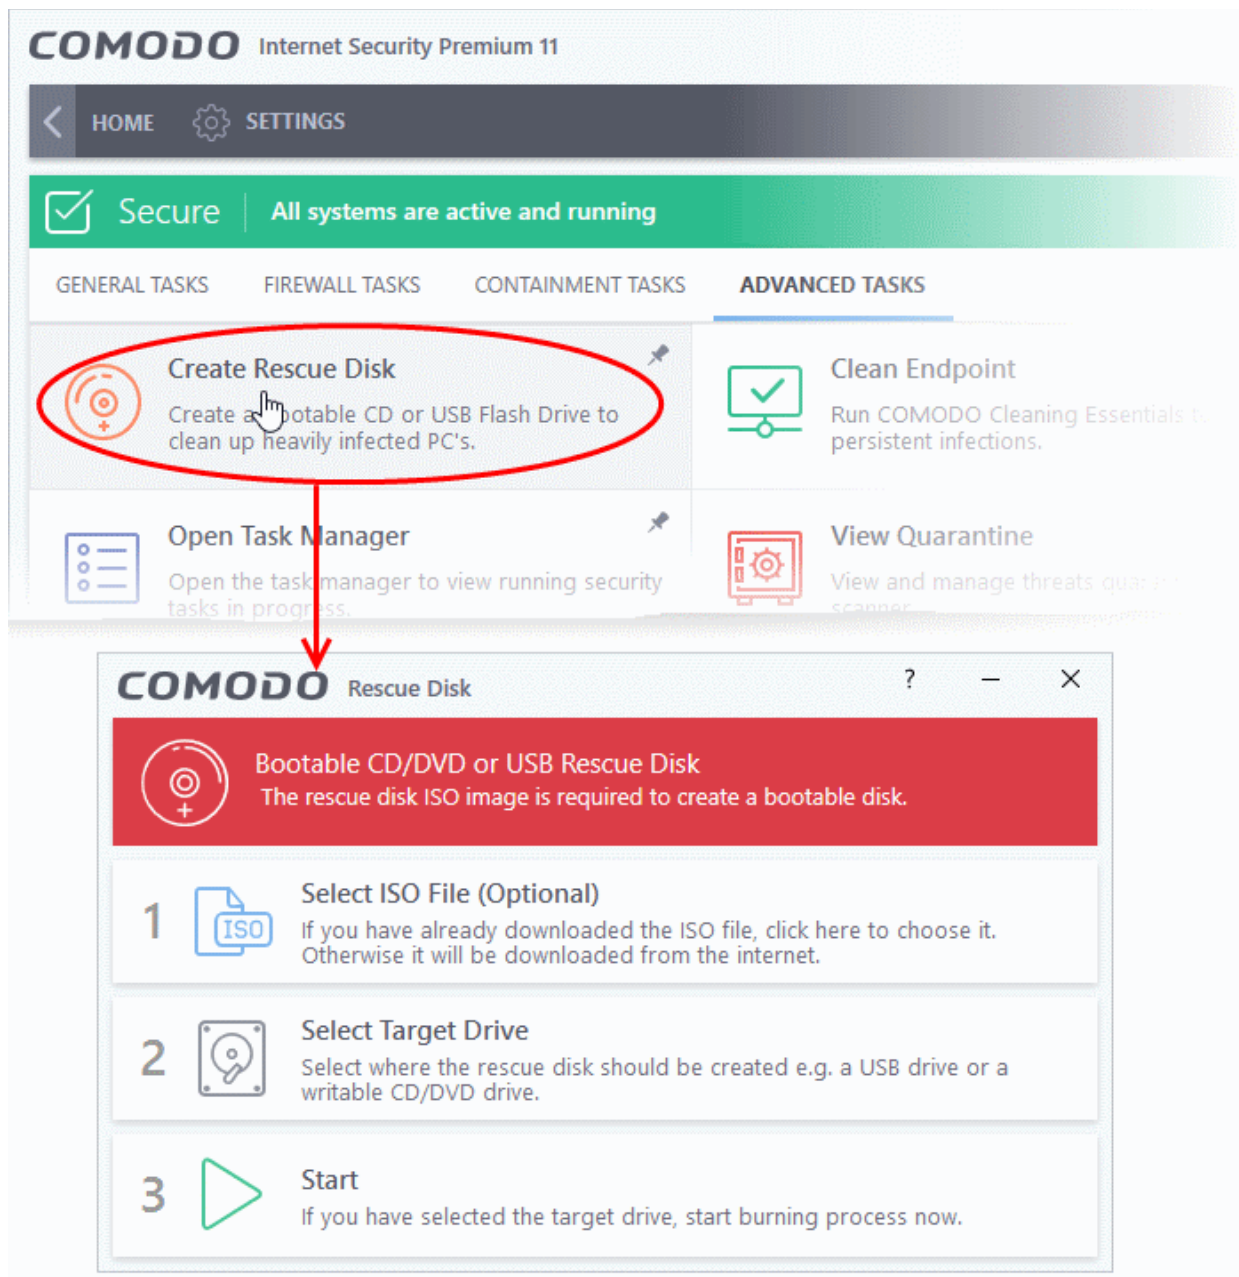 COMODO Internet Security Premium 11
HOME SETTINGS
Secure All systems are active and running
GENERAL TASKS FIREWALL TASKS CONTAINMENT TASKS ADVANCED TASKS
Create Rescue Disk
Create a bootable CD or USB Flash Drive to
clean up heavily infected PC's.
Clean Endpoint
Run COMODO Cleaning Essentials
persistent infections.
Open Task Manager
Open the task manager to view running security
tasks in progress.
View Quarantine
View and manage threats
scanner
COMODO Rescue Disk ? – ×
Bootable CD/DVD or USB Rescue Disk
The rescue disk ISO image is required to create a bootable disk.
1 ISO
Select ISO File (Optional)
If you have already downloaded the ISO file, click here to choose it.
Otherwise it will be downloaded from the internet.
2
Select Target Drive
Select where the rescue disk should be created e.g. a USB drive or a
writable CD/DVD drive.
3
Start
If you have selected the target drive, start burning process now.